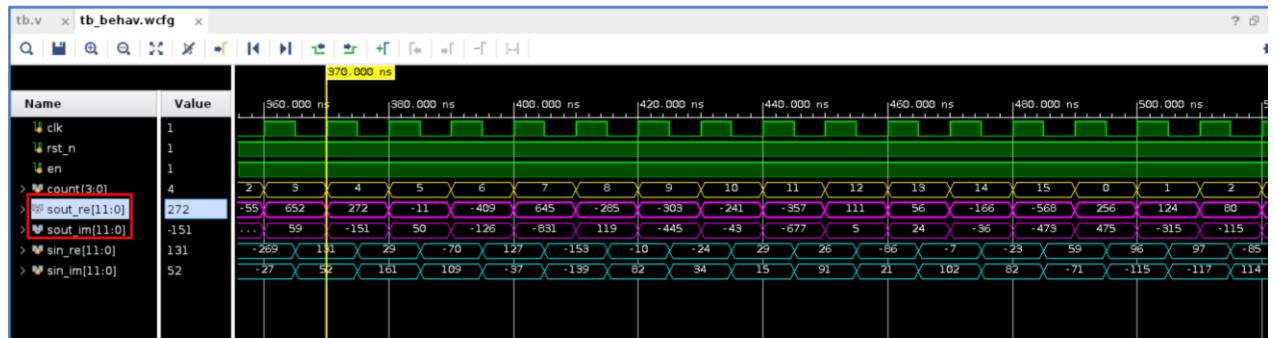 tb.v × tb_behav.wcfg ×
?
370.000 ns
Name Value
360.000 ns 380.000 ns 400.000 ns 420.000 ns 440.000 ns 460.000 ns 480.000 ns 500.000 ns
clk 1
rst_n 1
en 1
count[3:0] 4 2 3 4 5 6 7 8 9 10 11 12 13 14 15 0 1 2
sout_re[11:0] 272 -55 652 272 -11 -409 645 -285 -303 -241 -357 111 56 -166 -568 256 124 80
sout_im[11:0] -151 ... 59 -151 50 -126 -831 119 -445 -43 -677 5 24 -36 -473 475 -315 -115
sin_re[11:0] 131 -269 131 29 -70 127 -153 -10 -24 29 26 -86 -7 -23 59 96 97 -85
sin_im[11:0] 52 -27 52 161 109 -37 -139 82 34 15 91 21 102 82 -71 -115 -117 114